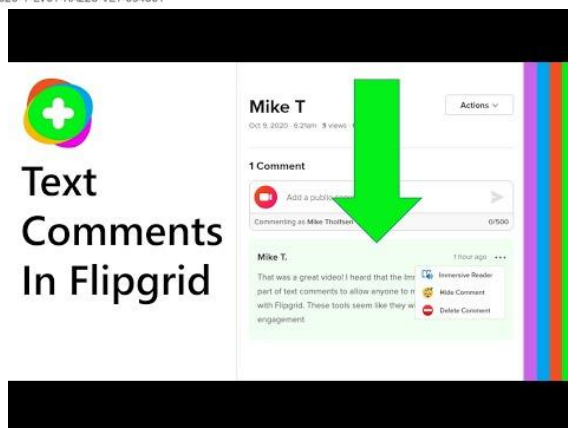 Text
Comments
In Flipgrid
Mike T
Actions
Oct 9, 2020 · 6:21am 3 views
1 Comment
Add a public
Commenting as Mike Tholfsen
0/500
Mike T.
1 hour ago
That was a great video! I heard that the
part of text comments to allow anyone to
with Flipgrid. These tools seem like they
engagement
Immersive Reader
Hide Comment
Delete Comment